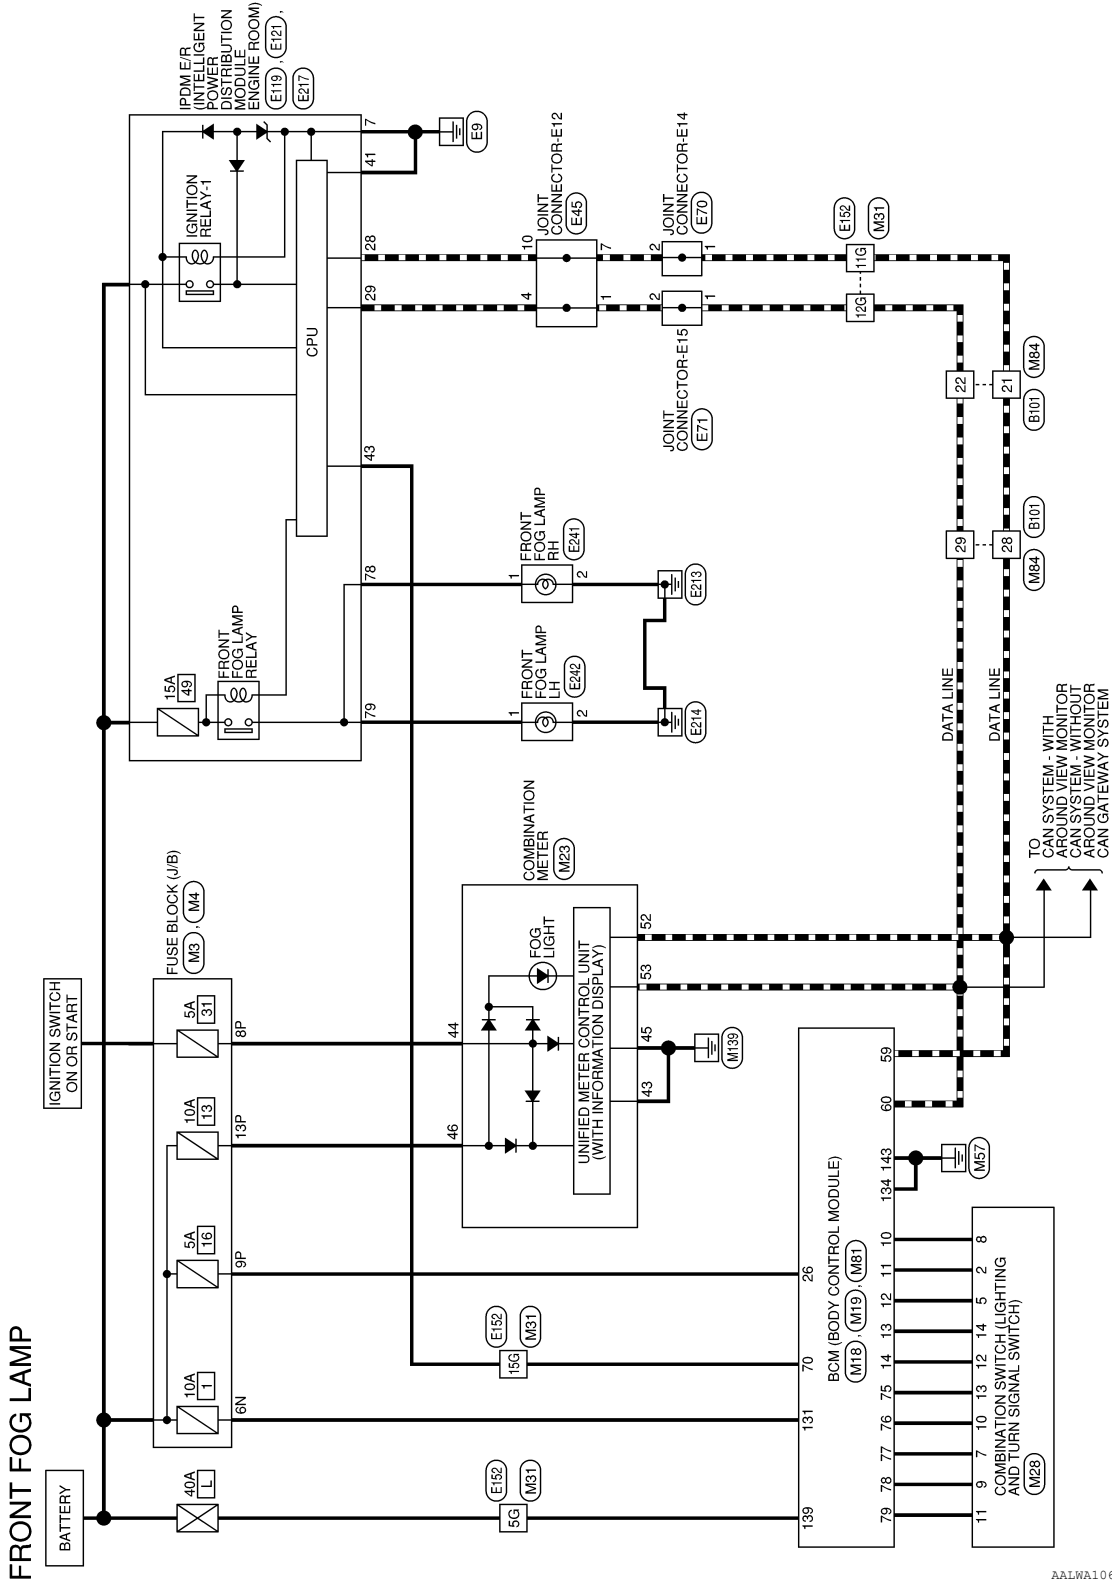 FRONT FOG LAMP
BATTERY
IGNITION SWITCH
ON OR START
40A
L
10A
1
5A
16
10A
13
5A
31
FUSE BLOCK (J/B)
M3 , M4
6N
9P
13P
8P
15A
49
FRONT
FOG LAMP
RELAY
IGNITION
RELAY-1
CPU
IPDM E/R
(INTELLIGENT
POWER
DISTRIBUTION
MODULE
ENGINE ROOM)
E119 , E121 ,
E217
79
78
43
29
28
41
7
E9
5G
E152
M31
15G
E152
M31
46
44
COMBINATION
METER
M23
FOG
LIGHT
UNIFIED METER CONTROL UNIT
(WITH INFORMATION DISPLAY)
43
45
53
52
M139
1
FRONT
FOG LAMP
LH
E242
2
E214
1
FRONT
FOG LAMP
RH
E241
2
E213
4
10
JOINT
CONNECTOR-E12
E45
1
7
2
2
JOINT
CONNECTOR-E14
E70
1
1
JOINT
CONNECTOR-E15
E71
12G
11G
E152
M31
22
21
M84
B101
29
28
B101
M84
DATA LINE
DATA LINE
TO
CAN SYSTEM - WITH
AROUND VIEW MONITOR
CAN SYSTEM - WITHOUT
AROUND VIEW MONITOR
CAN GATEWAY SYSTEM
139
131
70
26
BCM (BODY CONTROL MODULE)
M18 , M19 , M81
79
78
77
76
75
14
13
12
11
10
134
143
60
59
M57
11
9
7
10
13
12
14
5
2
8
COMBINATION SWITCH (LIGHTING
AND TURN SIGNAL SWITCH)
M28